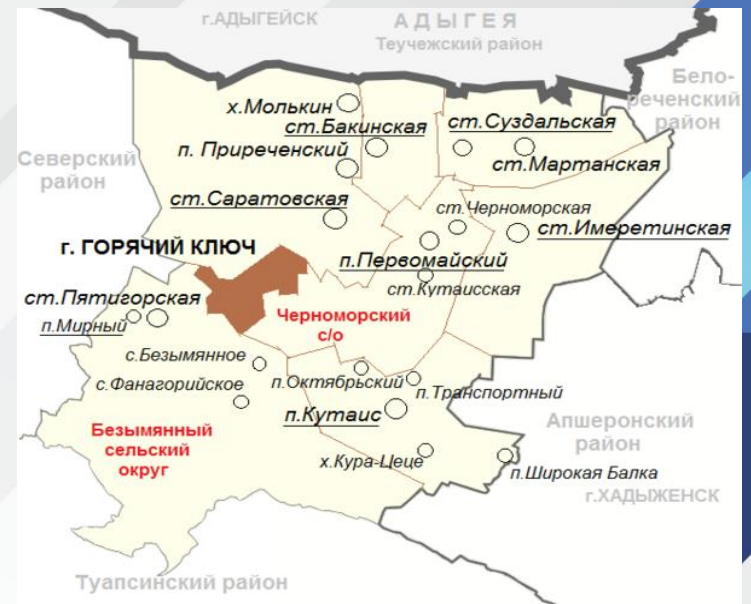 г.АДЫГЕЙСК
АДЫГЕЯ
Теучежский район
Бело-
реченский
район
х.Молькин
ст.Бакинская
ст.Суздальская
п. Приреченский
ст.Мартанская
Северский
район
ст.Саратовская
ст.Черноморская
ст.Имеретинская
г. ГОРЯЧИЙ КЛЮЧ
п.Первомайский
ст.Кутаисская
ст.Пятигорская
п.Мирный
Черноморский
с/о
с.Безымянное
с.Фанагорийское
п.Октябрьский
п.Транспортный
п.Кутаис
Безымянный
сельский
округ
Апшеронский
район
х.Кура-Цеце
п.Широкая Балка
г.ХАДЫЖЕНСК
Туапсинский район